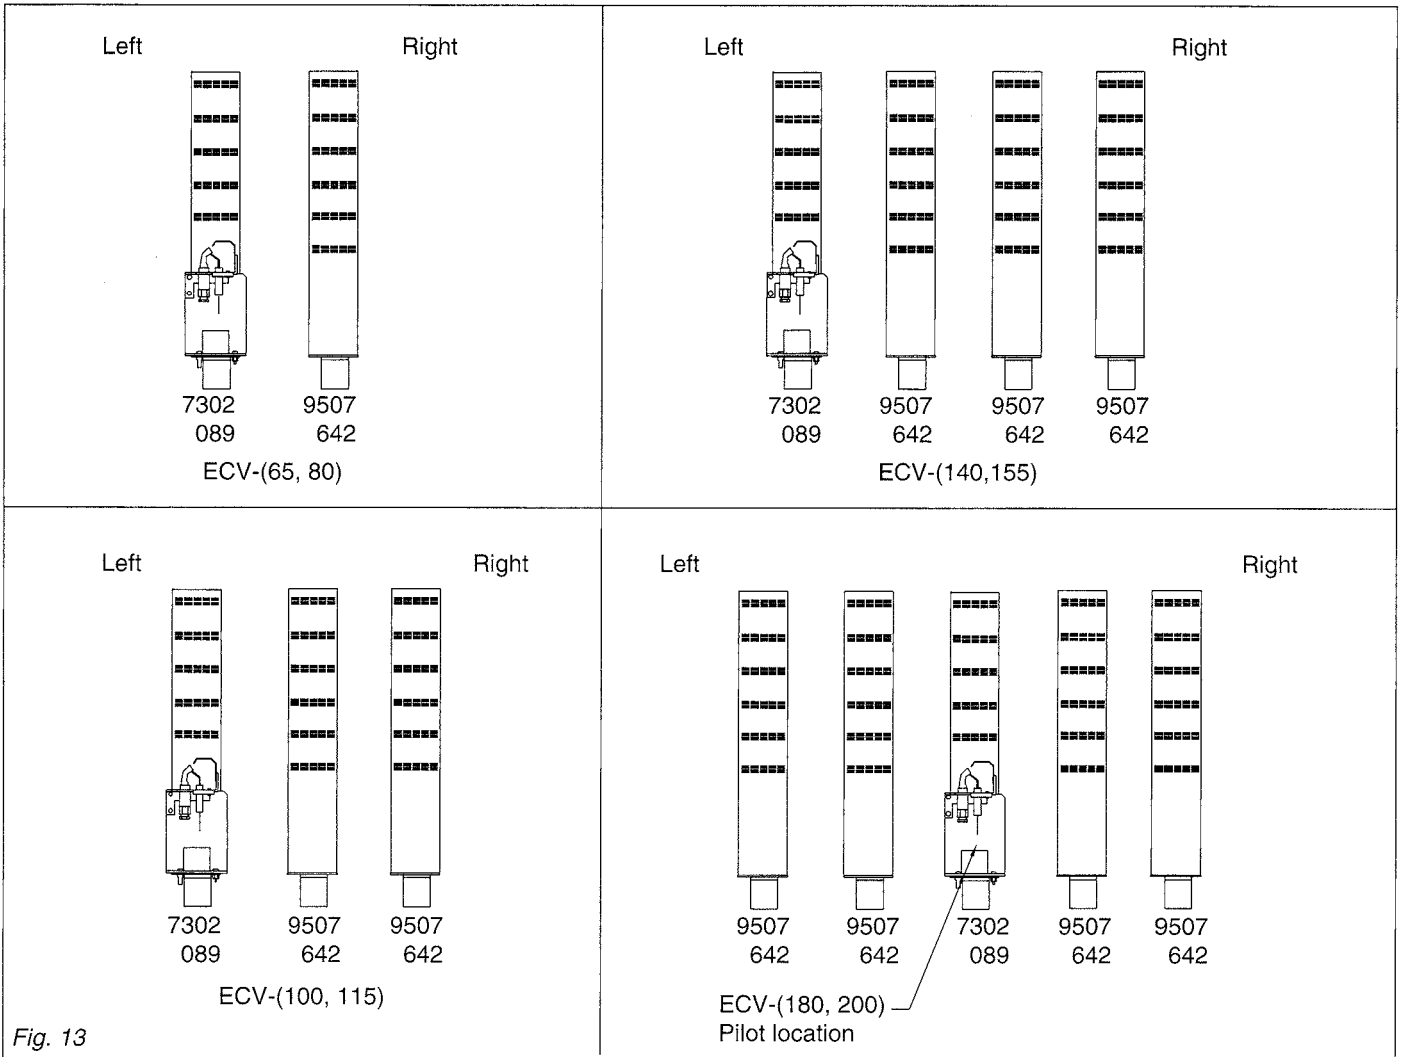 Left Right
7302 9507
089 642
ECV-(65, 80)
Left Right
7302 9507 9507 9507
089 642 642 642
ECV-(140,155)
Left Right
7302 9507 9507
089 642 642
ECV-(100, 115)
Left Right
9507 9507 7302 9507 9507
642 642 089 642 642
ECV-(180, 200)
Pilot location
Fig. 13